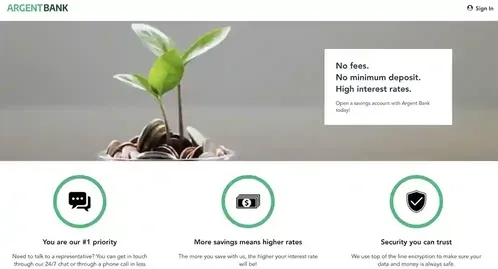 ARGENTBANK
Sign In
No fees.
No minimum deposit.
High interest rates.
Open a savings account with Argent Bank
today!
You are our #1 priority
Need to talk to a representative? You can get in touch
through our 24/7 chat or through a phone call in less
More savings means higher rates
The more you save with us, the higher your interest rate
will be!
Security you can trust
We use top of the line encryption to make sure your
data and money is always safe.